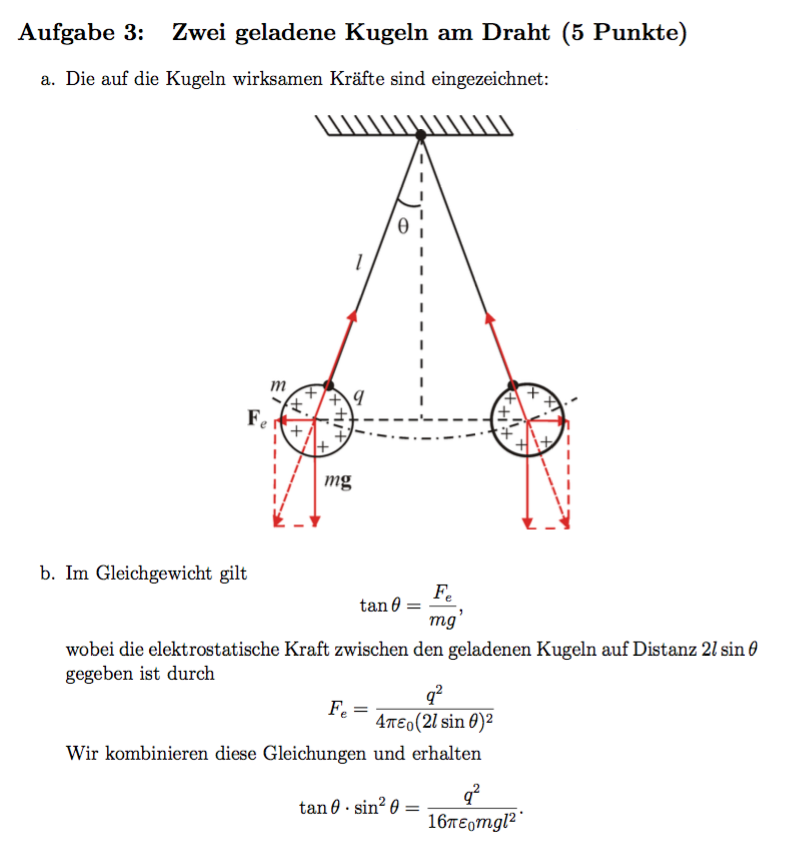 Aufgabe 3: Zwei geladene Kugeln am Draht (5 Punkte)
a. Die auf die Kugeln wirksamen Kräfte sind eingezeichnet:
θ
l
m
q
F_e
mg
b. Im Gleichgewicht gilt
tan θ = F_e / mg,
wobei die elektrostatische Kraft zwischen den geladenen Kugeln auf Distanz 2l sin θ
gegeben ist durch
F_e = q² / 4πε₀(2l sin θ)²
Wir kombinieren diese Gleichungen und erhalten
tan θ · sin² θ = q² / 16πε₀mgl².